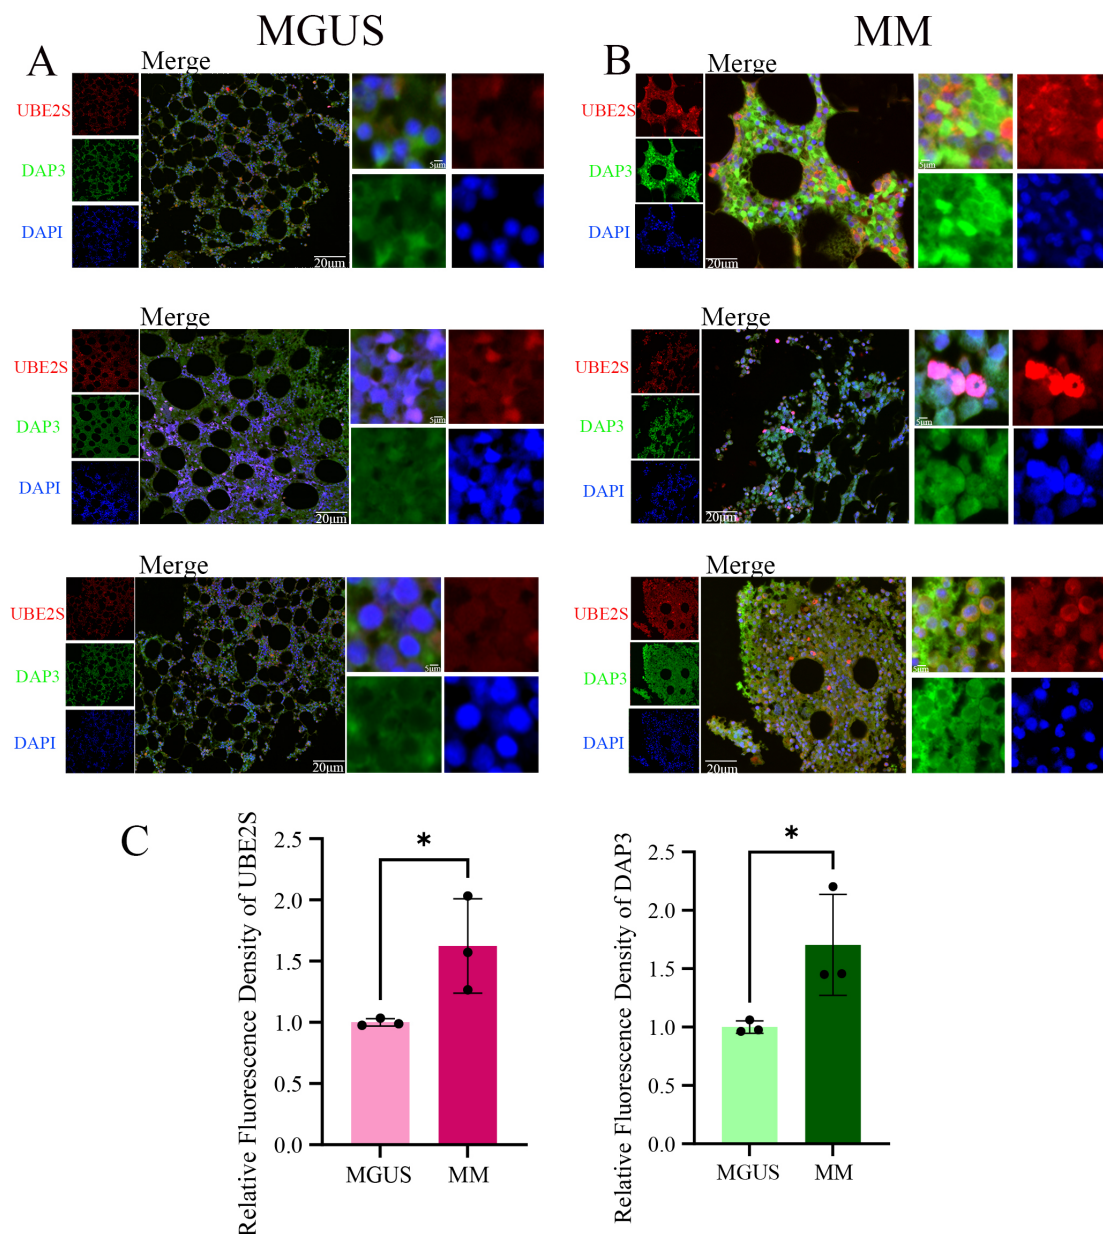 MGUS
MM
A
Merge
UBE2S
DAP3
DAPI
20μm
5μm
B
Merge
UBE2S
DAP3
DAPI
20μm
5μm
Merge
UBE2S
DAP3
DAPI
20μm
5μm
Merge
UBE2S
DAP3
DAPI
20μm
5μm
Merge
UBE2S
DAP3
DAPI
20μm
5μm
Merge
UBE2S
DAP3
DAPI
20μm
5μm
C
Relative Fluorescence Density of UBE2S
2.5
2.0
1.5
1.0
0.5
0.0
*
MGUS
MM
Relative Fluorescence Density of DAP3
2.5
2.0
1.5
1.0
0.5
0.0
*
MGUS
MM